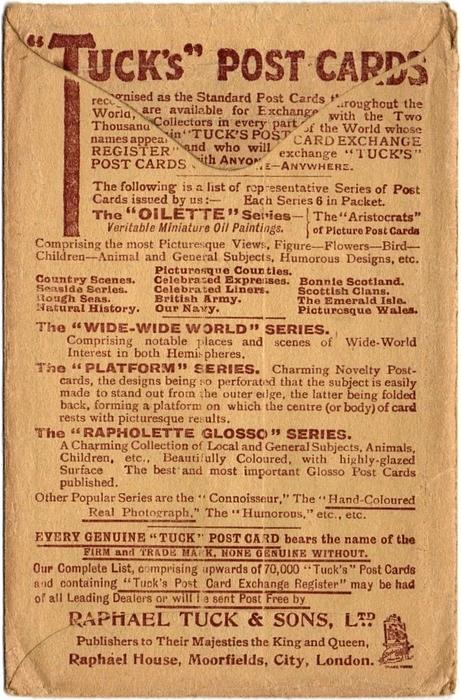 "TUCK'S" POST CARDS
recognised as the Standard Post Cards throughout the
World, are available for Exchange with the Two
Thousand Collectors in every part of the World whose
names appear in "TUCK'S POST CARD EXCHANGE
REGISTER" and who will exchange "TUCK'S"
POST CARDS with ANYONE—ANYWHERE.
The following is a list of representative Series of Post
Cards issued by us :— Each Series 6 in Packet.
The "OILETTE" Series— The "Aristocrats"
Veritable Miniature Oil Paintings. of Picture Post Cards
Comprising the most Picturesque Views, Figure—Flowers—Bird—
Children—Animal and General Subjects, Humorous Designs, etc.
Picturesque Counties.
Country Scenes. Celebrated Expresses. Bonnie Scotland.
Seaside Series. Celebrated Liners. Scottish Clans.
Rough Seas. British Army. The Emerald Isle.
Natural History. Our Navy. Picturesque Wales.
The "WIDE-WIDE WORLD" SERIES.
Comprising notable places and scenes of Wide-World
Interest in both Hemispheres.
The "PLATFORM" SERIES. Charming Novelty Post-
cards, the designs being so perforated that the subject is easily
made to stand out from the outer edge, the latter being folded
back, forming a platform on which the centre (or body) of card
rests with picturesque results.
The "RAPHOLETTE GLOSSO" SERIES.
A Charming Collection of Local and General Subjects, Animals,
Children, etc., Beautifully Coloured, with highly-glazed
Surface The best and most important Glosso Post Cards
published.
Other Popular Series are the "Connoisseur," The "Hand-Coloured
Real Photograph," The "Humorous," etc., etc.
EVERY GENUINE "TUCK" POST CARD bears the name of the
FIRM and TRADE MARK, NONE GENUINE WITHOUT.
Our Complete List, comprising upwards of 70,000 "Tuck's" Post Cards
and containing "Tuck's Post Card Exchange Register" may be had
of all Leading Dealers or will be sent Post Free by
RAPHAEL TUCK & SONS, LTD
Publishers to Their Majesties the King and Queen,
Raphael House, Moorfields, City, London.